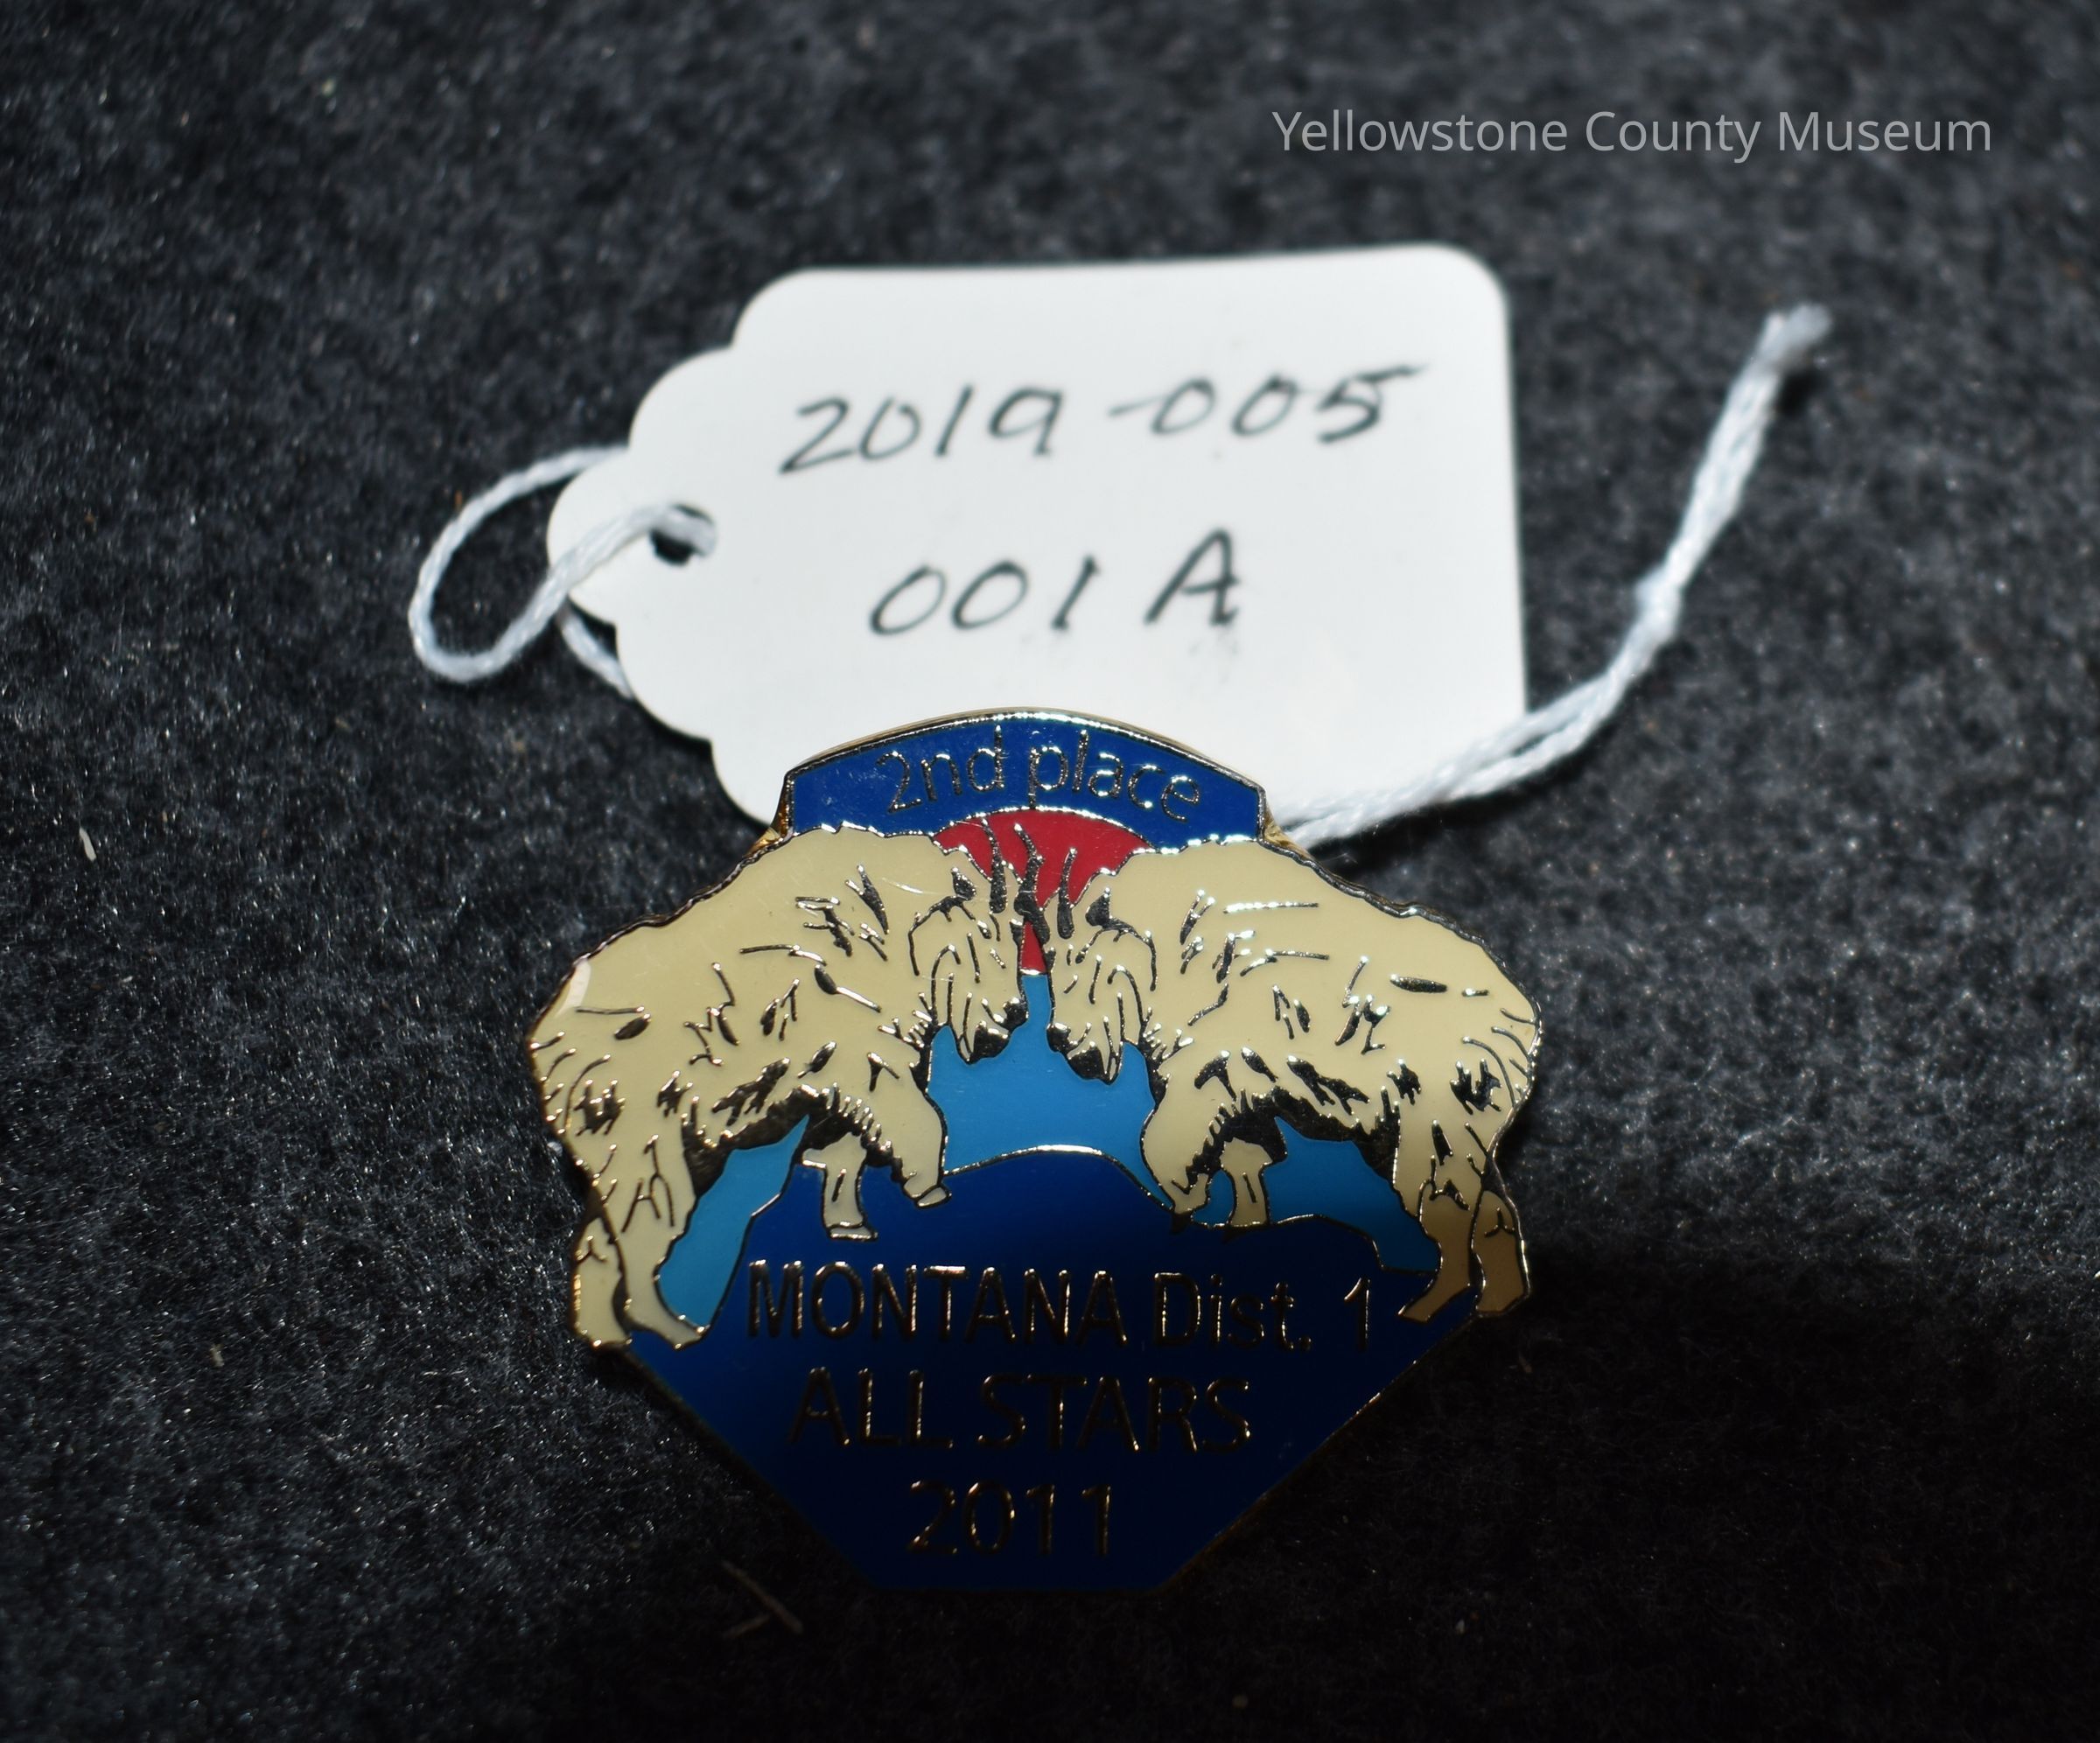 Yellowstone County Museum
2019-005
001 A
2nd place
MONTANA Dist. 1
ALL STARS
2011